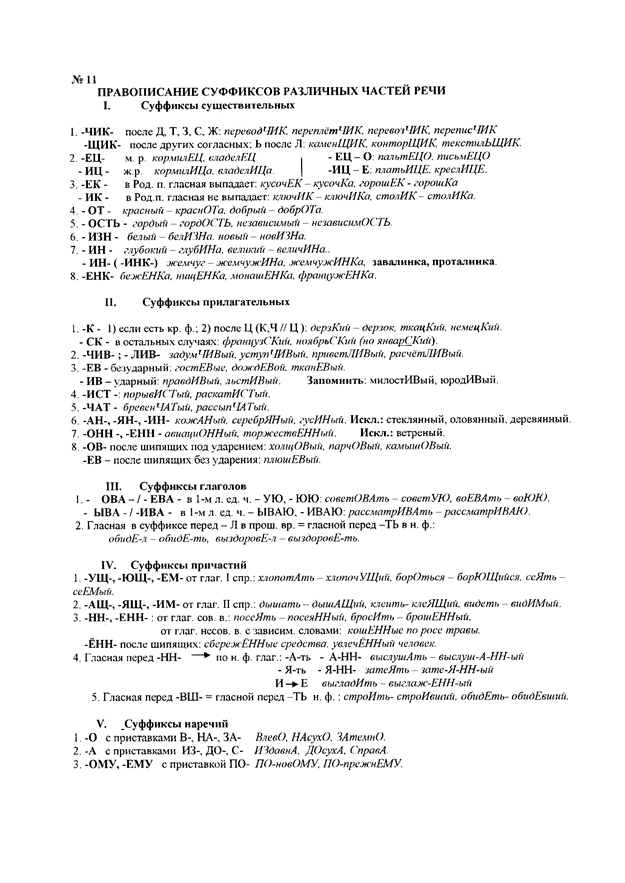 № 11
ПРАВОПИСАНИЕ СУФФИКСОВ РАЗЛИЧНЫХ ЧАСТЕЙ РЕЧИ
I. Суффиксы существительных
1. -ЧИК- после Д, Т, З, С, Ж: переводЧИК, переплётЧИК, перевозЧИК, переписЧИК
-ЩИК- после других согласных; Ь после Л: каменЩИК, конторЩИК, текстилЬЩИК.
2. -ЕЦ- м. р. кормилЕЦ, владелЕЦ - ЕЦ – О: пальтЕЦО, письмЕЦО
- ИЦ - ж.р. кормилИЦа, владелИЦа. -ИЦ – Е: платьИЦЕ, креслИЦЕ.
3. -ЕК - в Род. п. гласная выпадает: кусочЕК – кусочКа, горошЕК - горошКа
- ИК - в Род.п. гласная не выпадает: ключИК – ключИКа, столИК – столИКа.
4. - ОТ - красный – краснОТа, добрый – добрОТа.
5. - ОСТЬ - гордый – гордОСТЬ, независимый – независимОСТЬ.
6. - ИЗН - белый – белИЗНа, новый – новИЗНа.
7. - ИН - глубокий – глубИНа, великий – величИНа..
- ИН- ( -ИНК-) жемчуг – жемчужИНа, жемчужИНКа, завалинка, проталинка.
8. -ЕНК- бежЕНКа, нищЕНКа, монашЕНКа, француженКа.
II. Суффиксы прилагательных
1. -К - 1) если есть кр. ф.; 2) после Ц (К,Ч // Ц ): дерзКий – дерзок, ткацКий, немецКий.
- СК - в остальных случаях: французСКий, ноябрьСКий (но январСКий).
2. -ЧИВ- ; - ЛИВ- задумЧИВый, уступЧИВый, приветЛИВый, расчётЛИВый.
3. -ЕВ - безударный: гостЕВые, дождЕВой, тканЕВый.
- ИВ – ударный: правдИВый, льстИВый. Запомнить: милостИВый, юродИВый.
4. -ИСТ -: порывИСТый, раскатИСТый.
5. -ЧАТ - бревенЧАТый, рассыпЧАТый.
6. -АН-, -ЯН-, -ИН- кожАНый, серебрЯНый, гусИНый. Искл.: стеклянный, оловянный, деревянный.
7. -ОНН -, -ЕНН - авиациОННый, торжествЕННый. Искл.: ветреный.
8. -ОВ- после шипящих под ударением: холщОВый, парчОВый, камышОВый.
-ЕВ – после шипящих без ударения: плюшЕВый.
III. Суффиксы глаголов
1. - ОВА – / - ЕВА - в 1-м л. ед. ч. – УЮ, - ЮЮ: советОВАть – советУЮ, воЕВАть – воЮЮ.
- ЫВА - / -ИВА - в 1-м л. ед. ч. – ЫВАЮ, - ИВАЮ: рассматрИВАть – рассматрИВАЮ.
2. Гласная в суффиксе перед – Л в прош. вр. = гласной перед –ТЬ в н. ф.:
обидЕ-л – обидЕ-ть, выздоровЕ-л – выздоровЕ-ть.
IV. Суффиксы причастий
1. -УЩ-, -ЮЩ-, -ЕМ- от глаг. I спр.: хлопотАть – хлопочУЩий, борОться – борЮЩийся, сеЯть –
сеЕМый.
2. -АЩ-, -ЯЩ-, -ИМ- от глаг. II спр.: дышать – дышАЩий, клеить- клеЯЩий, видеть – видИМый.
3. -НН-, -ЕНН- : от глаг. сов. в.: посеЯть – посеяННый, бросИть – брошЕННый,
от глаг. несов. в. с зависим. словами: кошЕННые по росе травы.
-ЁНН- после шипящих: сбережЁННые средства, увлечЁННый человек.
4. Гласная перед -НН- → по н. ф. глаг.: -А-ть - А-НН- выслушАть – выслуш-А-НН-ый
- Я-ть - Я-НН- затеЯть – зате-Я-НН-ый
И → Е выгладИть – выглаж-ЕНН-ый
5. Гласная перед -ВШ- = гласной перед –ТЬ н. ф. : строИть- строИвший, обидЕть- обидЕвший.
V. Суффиксы наречий
1. -О с приставками В-, НА-, ЗА- ВлевО, НАсухО, ЗАтемнО.
2. -А с приставками ИЗ-, ДО-, С- ИЗдавнА, ДОсухА, СправА.
3. -ОМУ, -ЕМУ с приставкой ПО- ПО-новОМУ, ПО-прежнЕМУ.